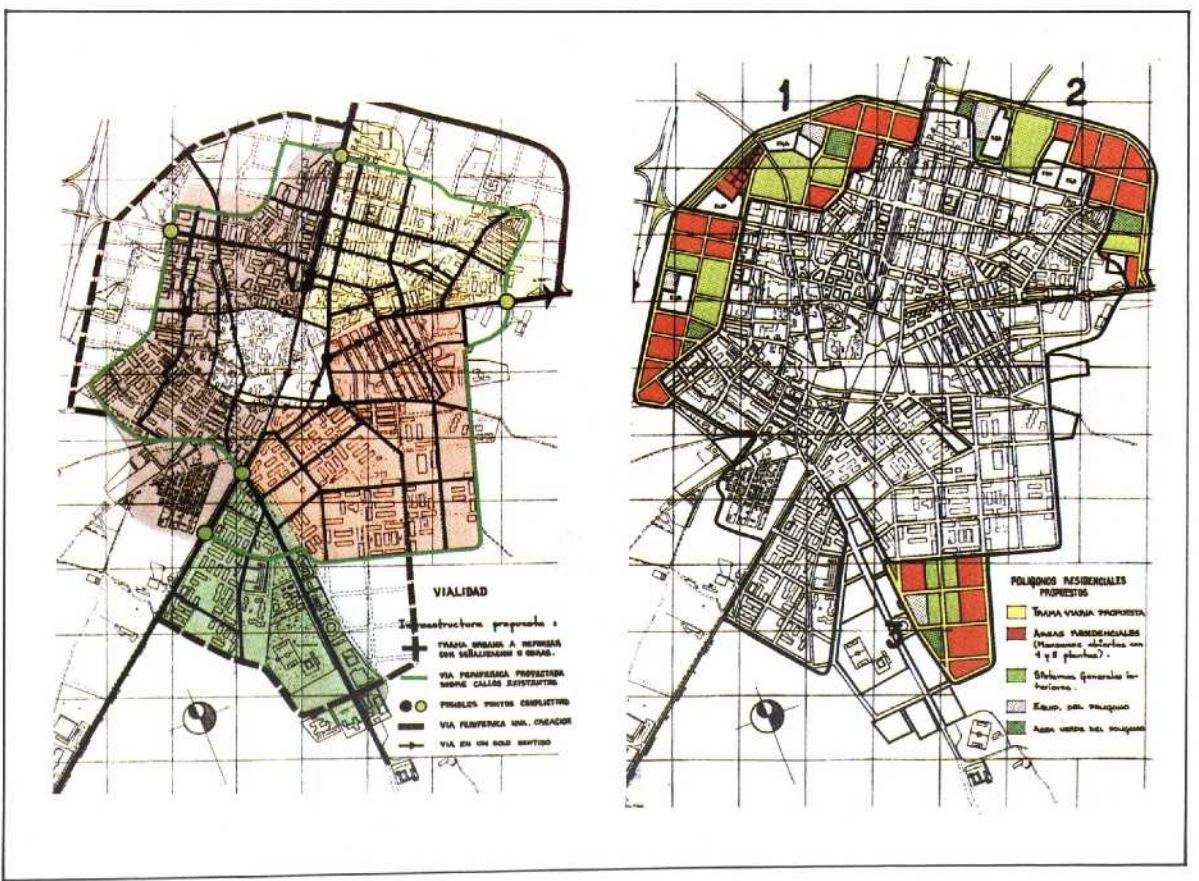 VIALIDAD
Infraestructura propuesta :
TRAMA URBANA A REFORZAR
CON SEÑALIZACION U OBRAS.
VIA PERIFERICA PROYECTADA
SOBRE CALLES EXISTENTES
POSIBLES PUNTOS CONFLICTIVOS
VIA PERIFERICA CREACION
VIA EN UN SOLO SENTIDO
1
2
3
POLIGONOS RESIDENCIALES
PROPUESTOS
TRAMA VIARIA PROPUESTA
AREAS RESIDENCIALES
(Manzanas abiertas con
4 y 8 plantas).
Sistemas Generales in-
teriores.
EQUIP. DEL POLIGONO
AREA VERDE DEL POLIGONO